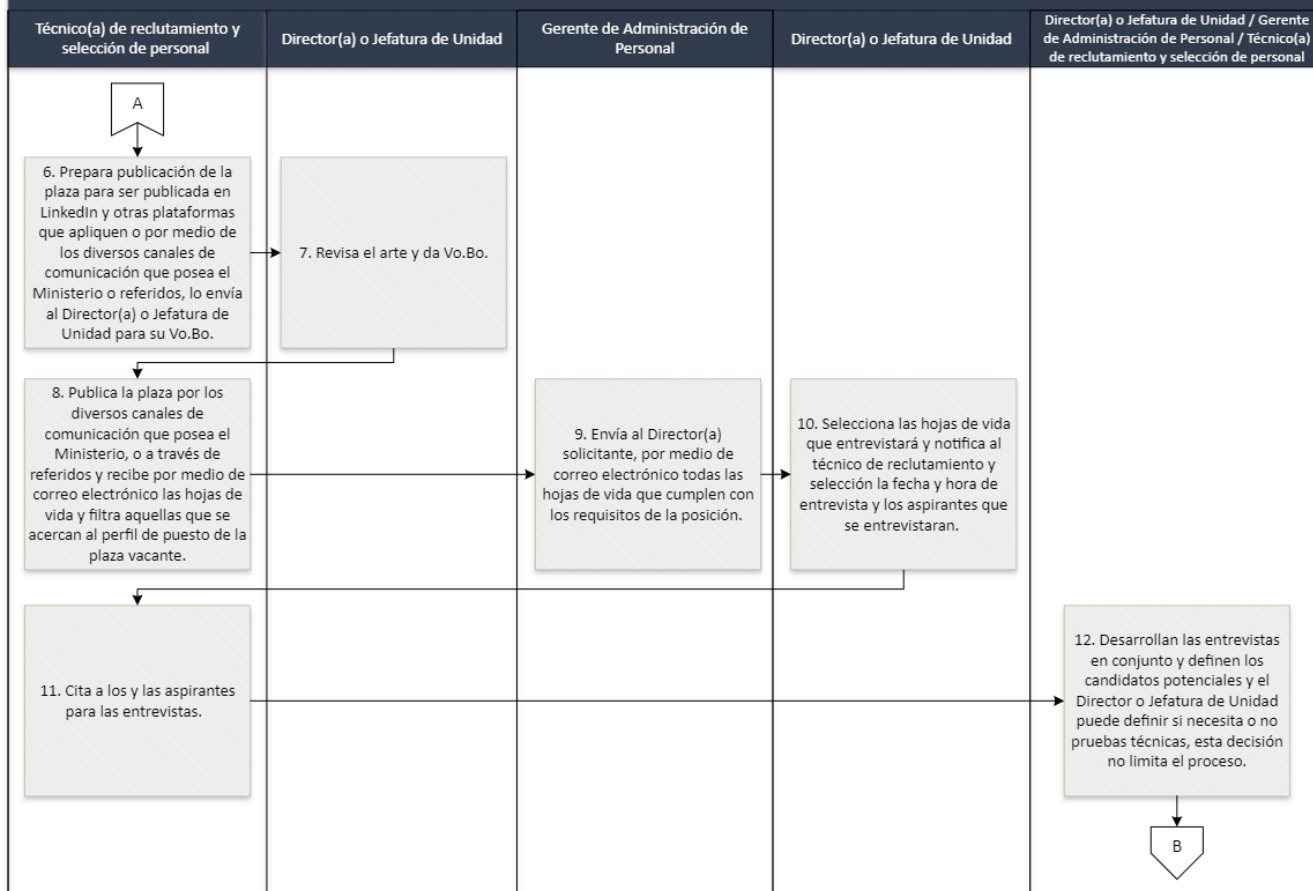 Técnico(a) de reclutamiento y
selección de personal
Director(a) o Jefatura de Unidad
Gerente de Administración de
Personal
Director(a) o Jefatura de Unidad
Director(a) o Jefatura de Unidad / Gerente
de Administración de Personal / Técnico(a)
de reclutamiento y selección de personal
A
6. Prepara publicación de la
plaza para ser publicada en
LinkedIn y otras plataformas
que apliquen o por medio de
los diversos canales de
comunicación que posea el
Ministerio o referidos, lo envía
al Director(a) o Jefatura de
Unidad para su Vo.Bo.
7. Revisa el arte y da Vo.Bo.
8. Publica la plaza por los
diversos canales de
comunicación que posea el
Ministerio, o a través de
referidos y recibe por medio de
correo electrónico las hojas de
vida y filtra aquellas que se
acercan al perfil de puesto de la
plaza vacante.
9. Envía al Director(a)
solicitante, por medio de
correo electrónico todas las
hojas de vida que cumplen con
los requisitos de la posición.
10. Selecciona las hojas de vida
que entrevistará y notifica al
técnico de reclutamiento y
selección la fecha y hora de
entrevista y los aspirantes que
se entrevistaran.
11. Cita a los y las aspirantes
para las entrevistas.
12. Desarrollan las entrevistas
en conjunto y definen los
candidatos potenciales y el
Director o Jefatura de Unidad
puede definir si necesita o no
pruebas técnicas, esta decisión
no limita el proceso.
B